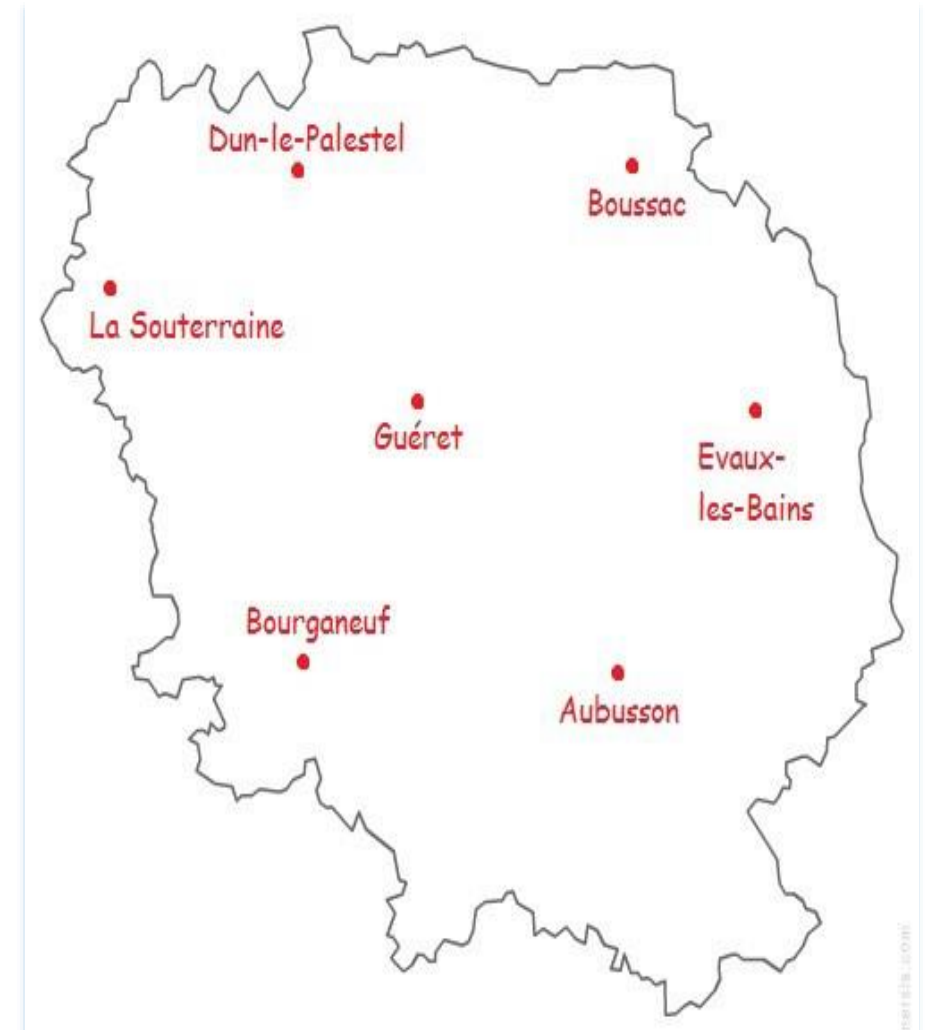 Dun-le-Palestel
Boussac
La Souterraine
Guéret
Evaux-
les-Bains
Bourganeuf
Aubusson